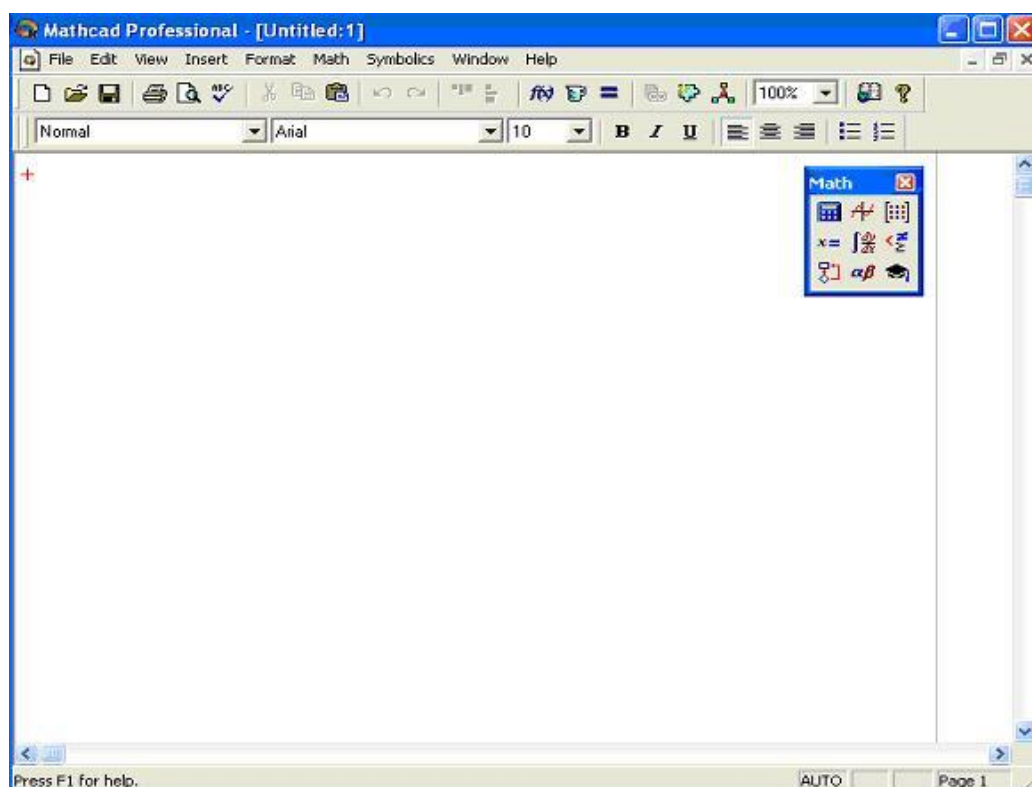 Mathcad Professional - [Untitled:1]
File Edit View Insert Format Math Symbolics Window Help
100%
Normal Arial 10 B I U
Math
x=
αβ
Press F1 for help. AUTO Page 1